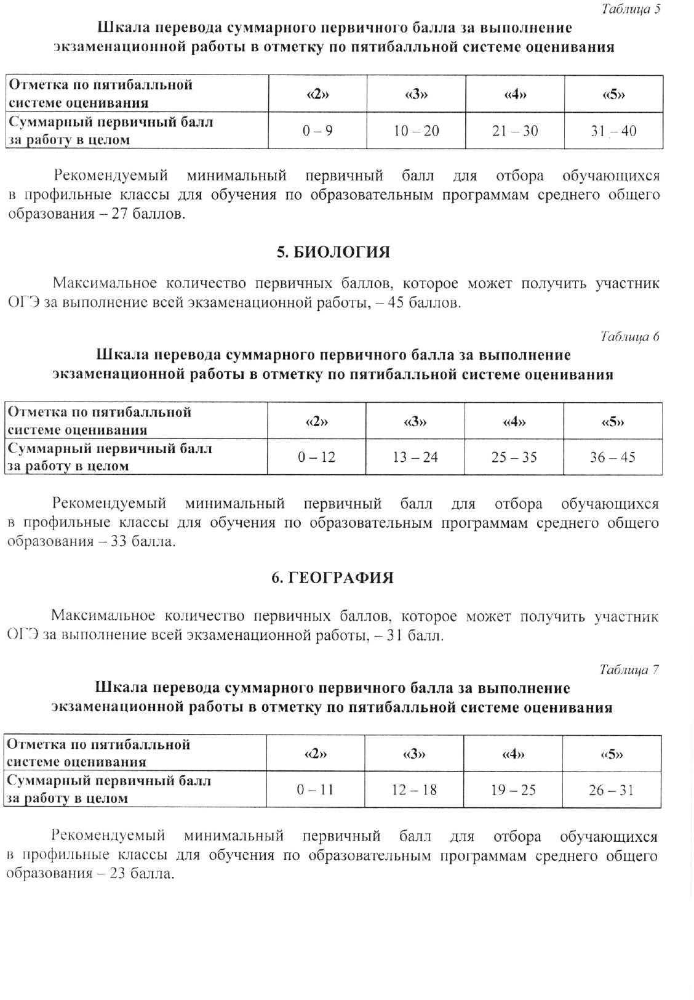 Таблица 5
Шкала перевода суммарного первичного балла за выполнение
экзаменационной работы в отметку по пятибалльной системе оценивания
Отметка по пятибалльной
системе оценивания
«2»
«3»
«4»
«5»
Суммарный первичный балл
за работу в целом
0 – 9
10 – 20
21 – 30
31 – 40
Рекомендуемый минимальный первичный балл для отбора обучающихся
в профильные классы для обучения по образовательным программам среднего общего
образования – 27 баллов.
5. БИОЛОГИЯ
Максимальное количество первичных баллов, которое может получить участник
ОГЭ за выполнение всей экзаменационной работы, – 45 баллов.
Таблица 6
Шкала перевода суммарного первичного балла за выполнение
экзаменационной работы в отметку по пятибалльной системе оценивания
Отметка по пятибалльной
системе оценивания
«2»
«3»
«4»
«5»
Суммарный первичный балл
за работу в целом
0 – 12
13 – 24
25 – 35
36 – 45
Рекомендуемый минимальный первичный балл для отбора обучающихся
в профильные классы для обучения по образовательным программам среднего общего
образования – 33 балла.
6. ГЕОГРАФИЯ
Максимальное количество первичных баллов, которое может получить участник
ОГЭ за выполнение всей экзаменационной работы, – 31 балл.
Таблица 7
Шкала перевода суммарного первичного балла за выполнение
экзаменационной работы в отметку по пятибалльной системе оценивания
Отметка по пятибалльной
системе оценивания
«2»
«3»
«4»
«5»
Суммарный первичный балл
за работу в целом
0 – 11
12 – 18
19 – 25
26 – 31
Рекомендуемый минимальный первичный балл для отбора обучающихся
в профильные классы для обучения по образовательным программам среднего общего
образования – 23 балла.